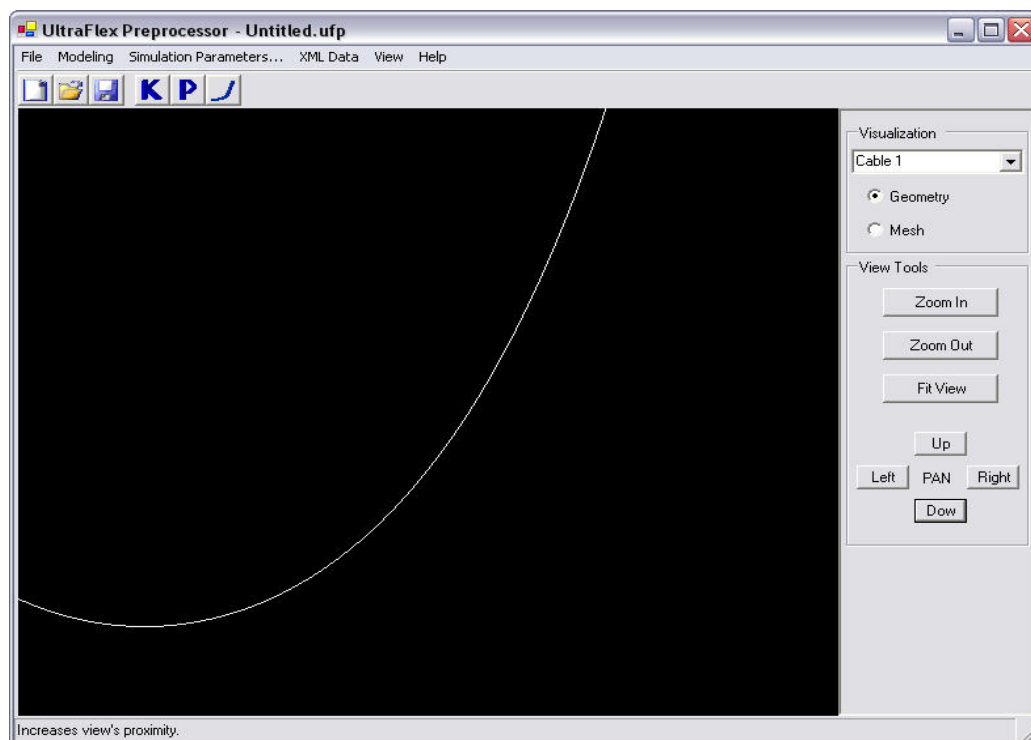 UltraFlex Preprocessor - Untitled.ufp
File Modeling Simulation Parameters... XML Data View Help
K P
Visualization
Cable 1
Geometry
Mesh
View Tools
Zoom In
Zoom Out
Fit View
Up
Left PAN Right
Dow
Increases view's proximity.